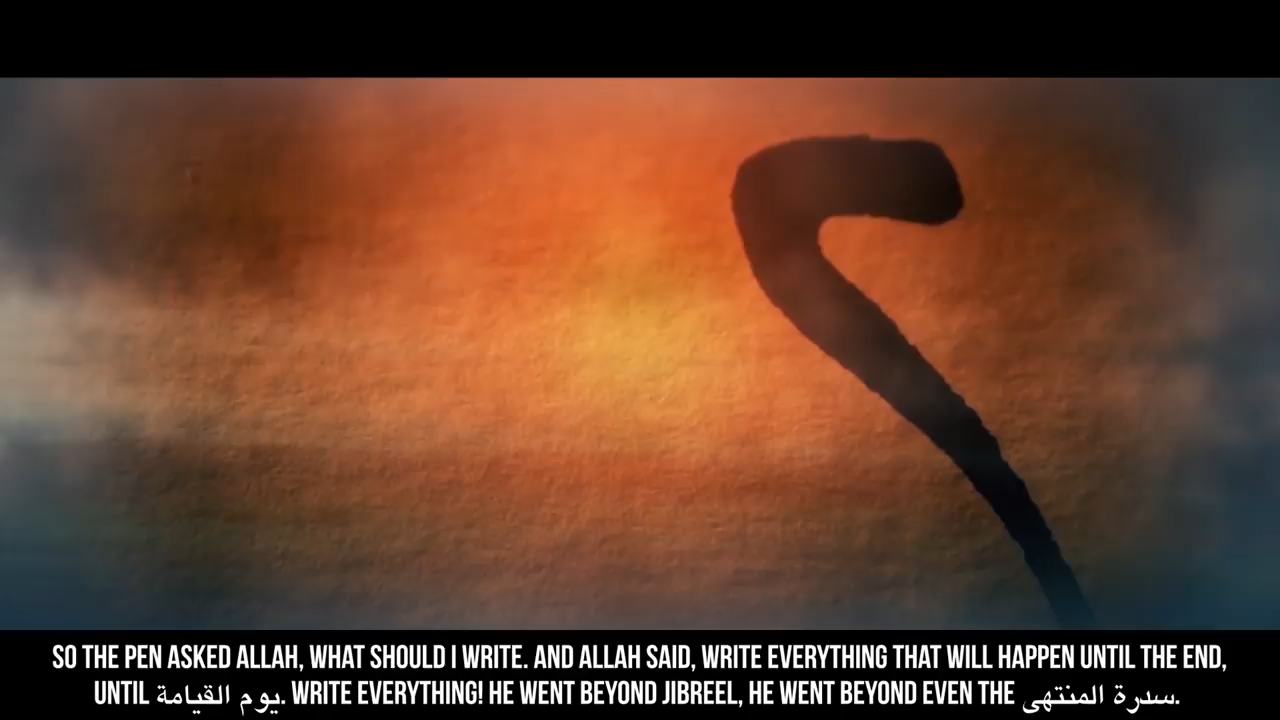 SO THE PEN ASKED ALLAH, WHAT SHOULD I WRITE. AND ALLAH SAID, WRITE EVERYTHING THAT WILL HAPPEN UNTIL THE END,
UNTIL يوم القيامة. WRITE EVERYTHING! HE WENT BEYOND JIBREEL, HE WENT BEYOND EVEN THE سدرة المنتهى.